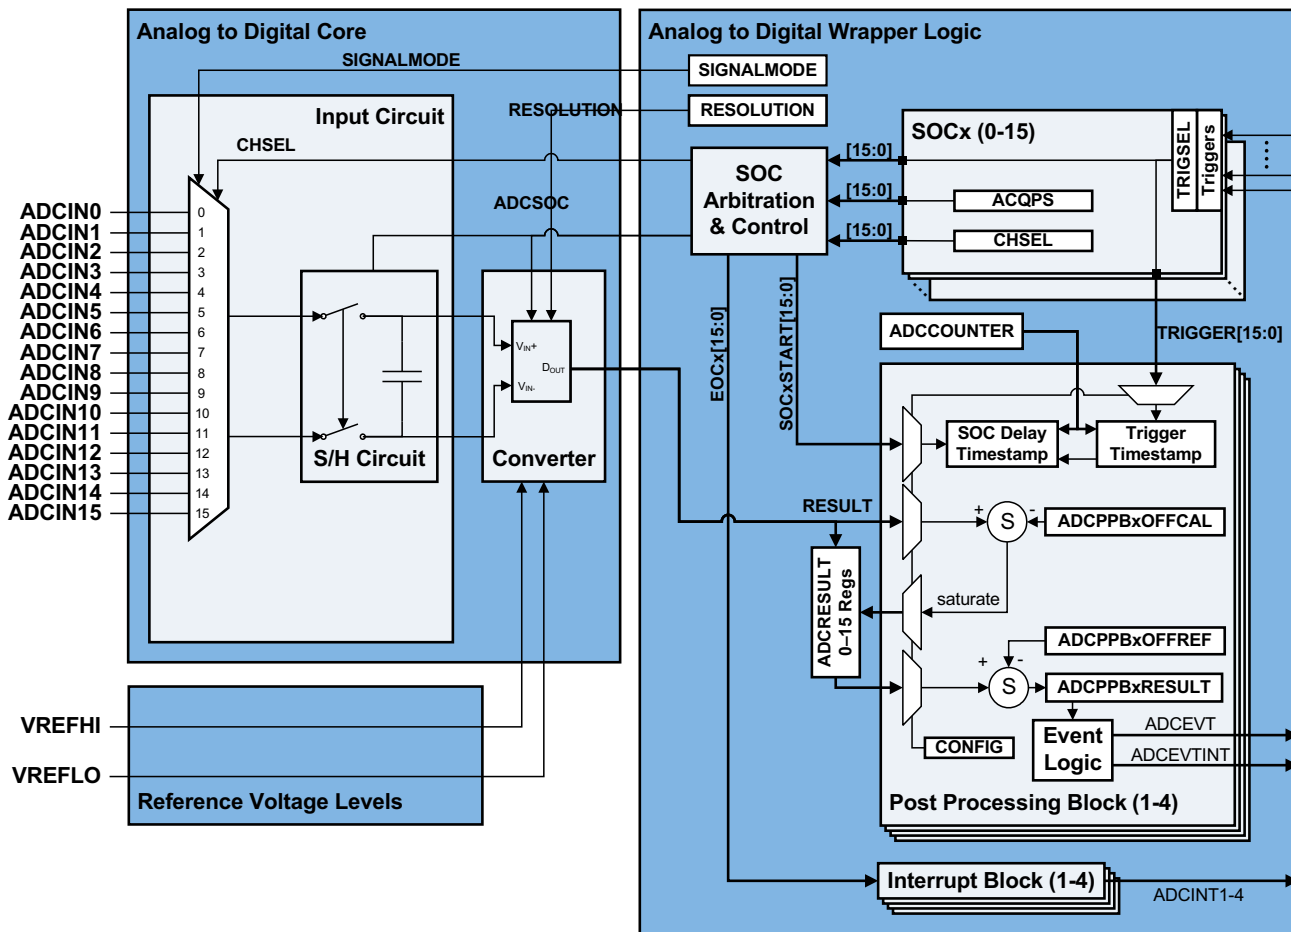 Analog to Digital Core
SIGNALMODE
RESOLUTION
Input Circuit
CHSEL
ADCSOC
ADCIN0
ADCIN1
ADCIN2
ADCIN3
ADCIN4
ADCIN5
ADCIN6
ADCIN7
ADCIN8
ADCIN9
ADCIN10
ADCIN11
ADCIN12
ADCIN13
ADCIN14
ADCIN15
0
1
2
3
4
5
6
7
8
9
10
11
12
13
14
15
S/H Circuit
VIN+
DOUT
VIN-
Converter
VREFHI
VREFLO
Reference Voltage Levels
Analog to Digital Wrapper Logic
SIGNALMODE
RESOLUTION
SOC
Arbitration
& Control
[15:0]
[15:0]
[15:0]
SOCx (0-15)
TRIGSEL
Triggers
ACQPS
CHSEL
EOCx[15:0]
SOCxSTART[15:0]
ADCCOUNTER
TRIGGER[15:0]
SOC Delay
Timestamp
Trigger
Timestamp
RESULT
+
S
-
ADCPPBxOFFCAL
ADCRESULT
0–15 Regs
saturate
ADCPPBxOFFREF
+
-
S
ADCPPBxRESULT
CONFIG
Event
Logic
ADCEVT
ADCEVTINT
Post Processing Block (1-4)
Interrupt Block (1-4)
ADCINT1-4